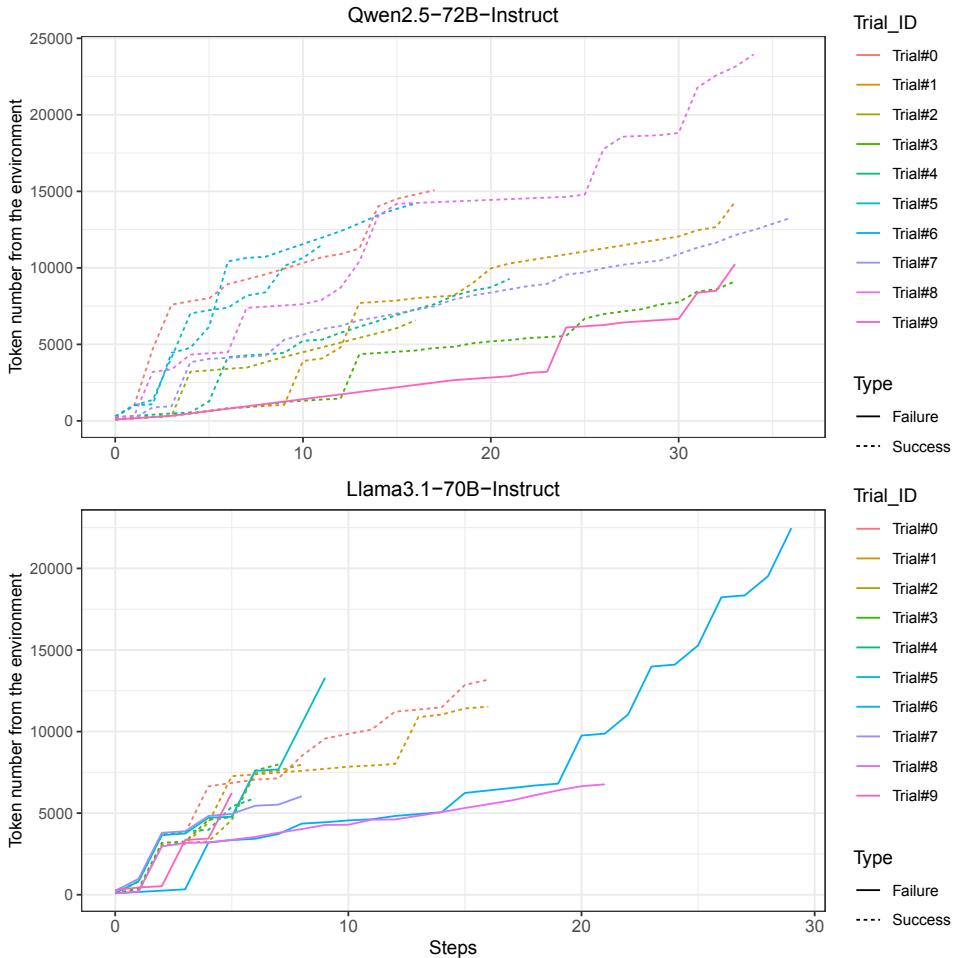 Qwen2.5−72B−Instruct
Token number from the environment
25000
20000
15000
10000
5000
0
0 10 20 30
Trial_ID
Trial#0
Trial#1
Trial#2
Trial#3
Trial#4
Trial#5
Trial#6
Trial#7
Trial#8
Trial#9
Type
Failure
Success
Llama3.1−70B−Instruct
Token number from the environment
20000
15000
10000
5000
0
0 10 20 30
Steps
Trial_ID
Trial#0
Trial#1
Trial#2
Trial#3
Trial#4
Trial#5
Trial#6
Trial#7
Trial#8
Trial#9
Type
Failure
Success